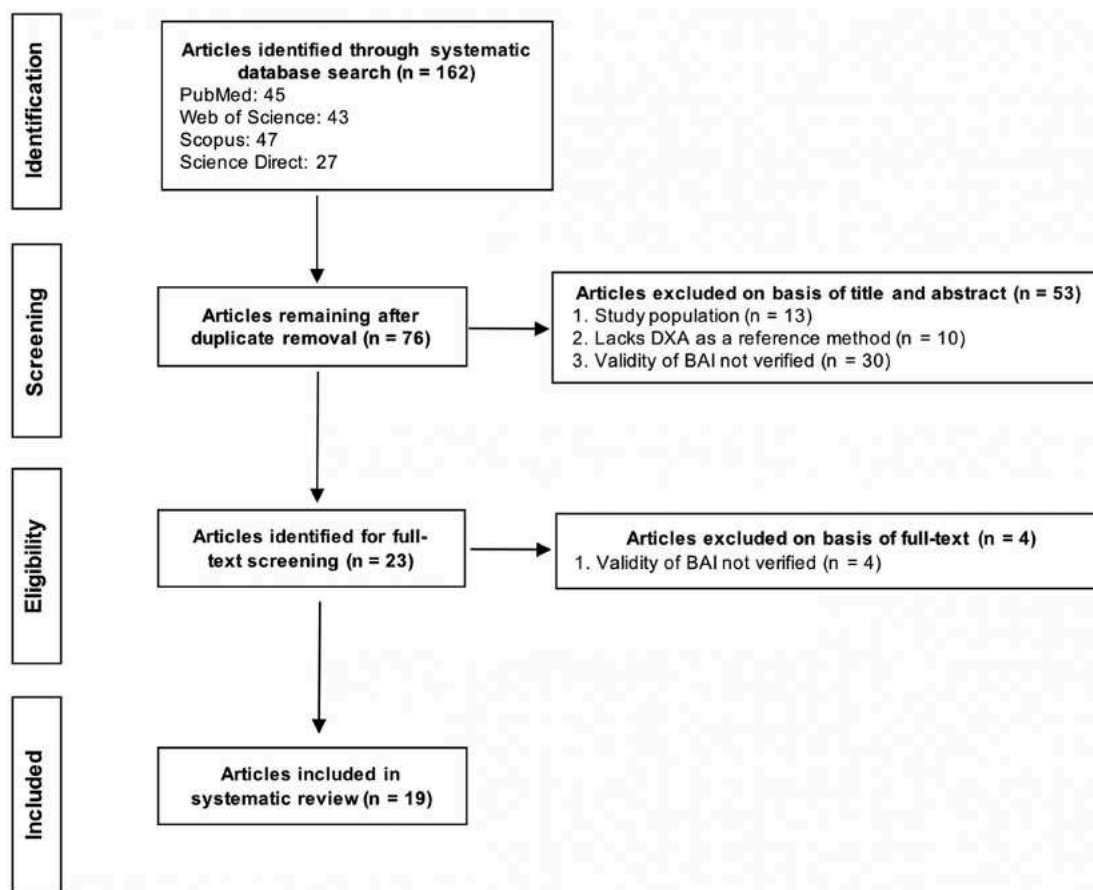 Identification
Articles identified through systematic
database search (n = 162)
PubMed: 45
Web of Science: 43
Scopus: 47
Science Direct: 27
Screening
Articles remaining after
duplicate removal (n = 76)
Articles excluded on basis of title and abstract (n = 53)
1. Study population (n = 13)
2. Lacks DXA as a reference method (n = 10)
3. Validity of BAI not verified (n = 30)
Eligibility
Articles identified for full-
text screening (n = 23)
Articles excluded on basis of full-text (n = 4)
1. Validity of BAI not verified (n = 4)
Included
Articles included in
systematic review (n = 19)